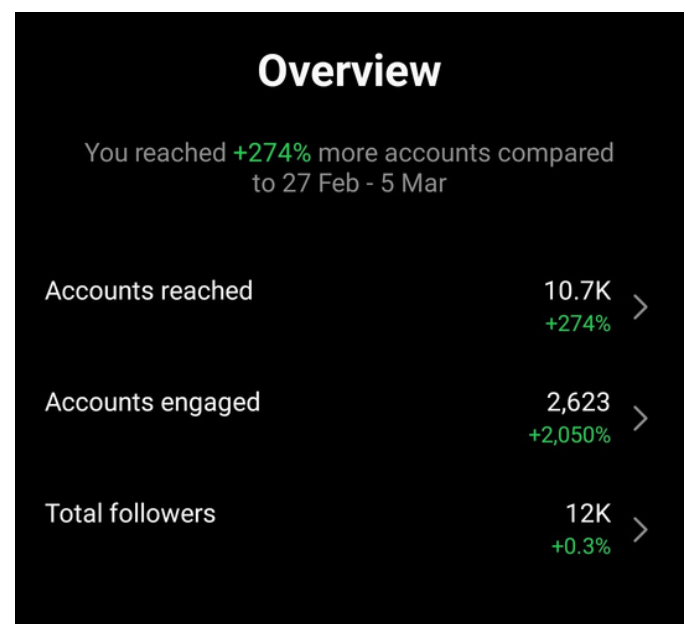 Overview
You reached +274% more accounts compared
to 27 Feb - 5 Mar
Accounts reached
10.7K
+274%
Accounts engaged
2,623
+2,050%
Total followers
12K
+0.3%